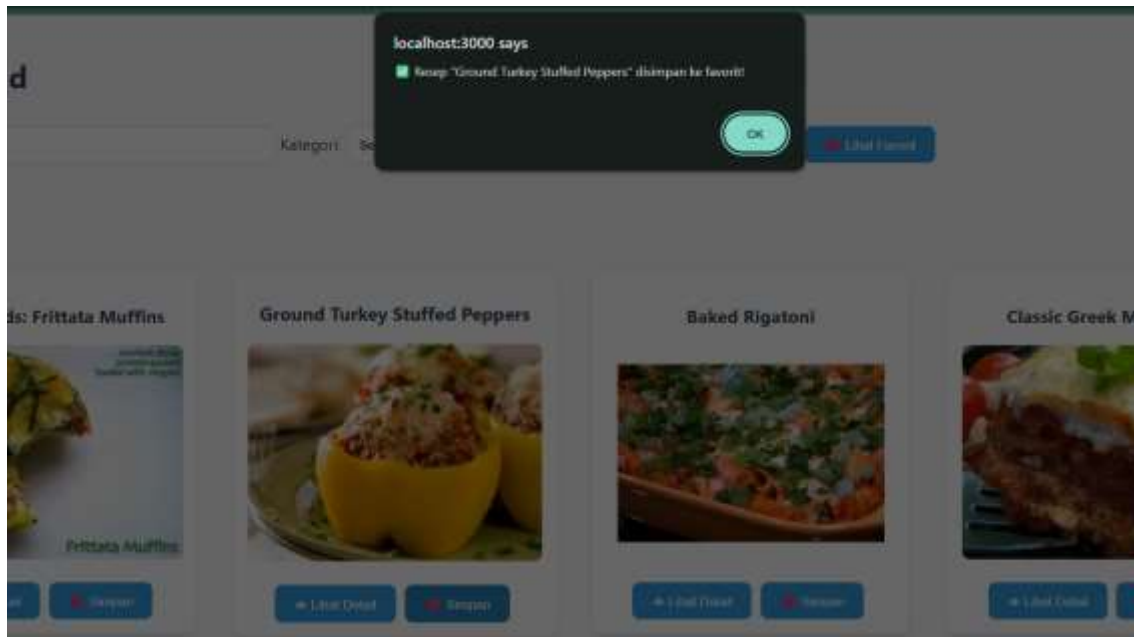 localhost:3000 says
✅ Resep "Ground Turkey Stuffed Peppers" disimpan ke favorit!
OK
d
Kategori: Se
Lihat Favorit
ds: Frittata Muffins
Ground Turkey Stuffed Peppers
Baked Rigatoni
Classic Greek M
Frittata Muffins
Simpan
Lihat Detail
Simpan
Lihat Detail
Simpan
Lihat Detail